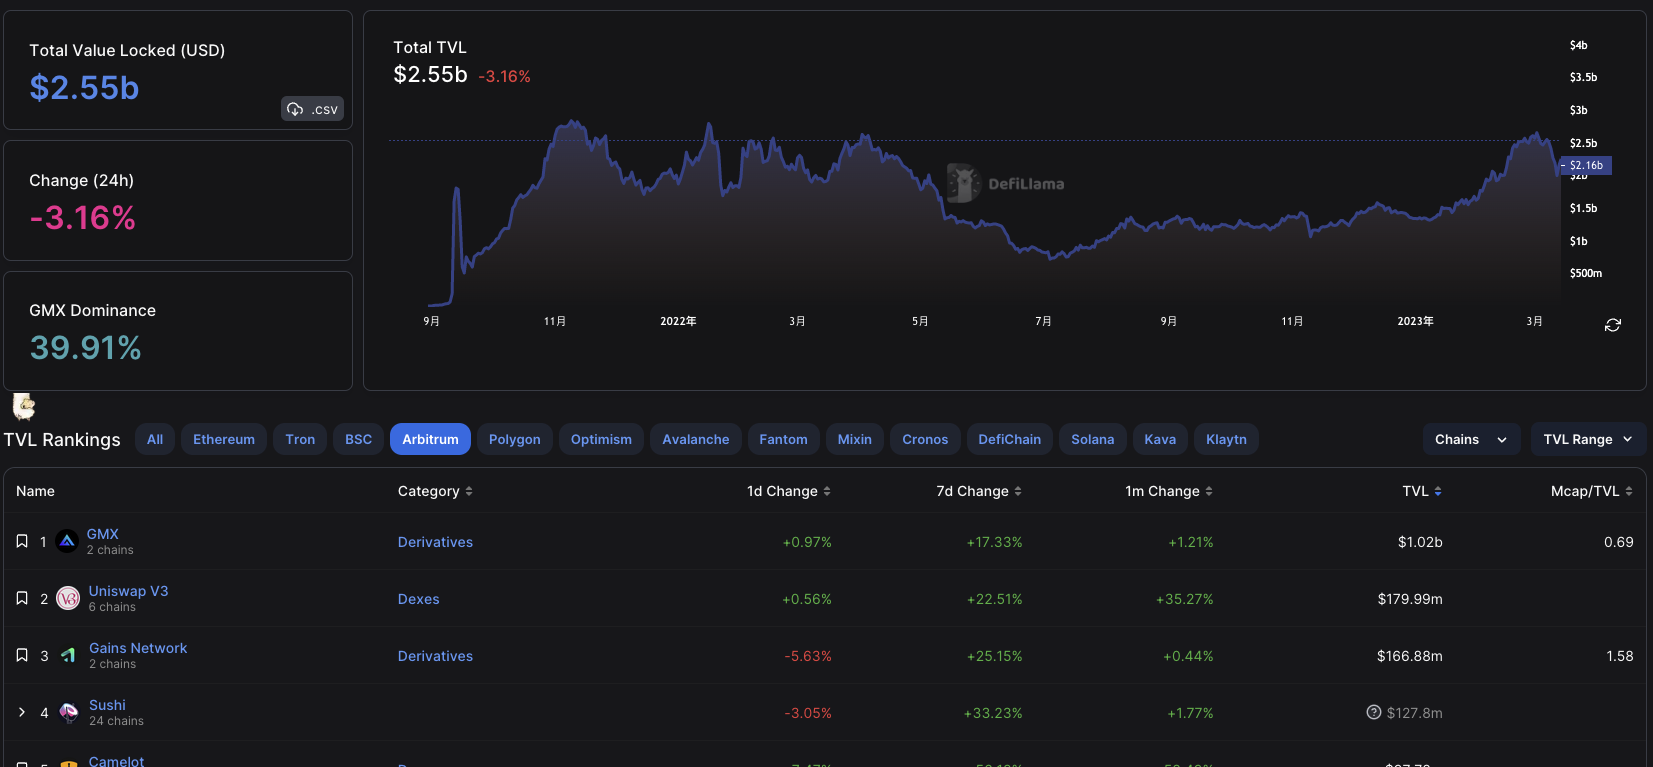 Total Value Locked (USD)
$2.55b
.csv
Change (24h)
-3.16%
GMX Dominance
39.91%
Total TVL
$2.55b -3.16%
$4b
$3.5b
$3b
$2.5b
$2.16b
$2b
$1.5b
$1b
$500m
DefiLlama
9月 11月 2022年 3月 5月 7月 9月 11月 2023年 3月
TVL Rankings All Ethereum Tron BSC Arbitrum Polygon Optimism Avalanche Fantom Mixin Cronos DefiChain Solana Kava Klaytn Chains TVL Range
Name Category 1d Change 7d Change 1m Change TVL Mcap/TVL
1 GMX Derivatives +0.97% +17.33% +1.21% $1.02b 0.69
2 chains
2 Uniswap V3 Dexes +0.56% +22.51% +35.27% $179.99m
6 chains
3 Gains Network Derivatives -5.63% +25.15% +0.44% $166.88m 1.58
2 chains
4 Sushi -3.05% +33.23% +1.77% $127.8m
24 chains
Camelot